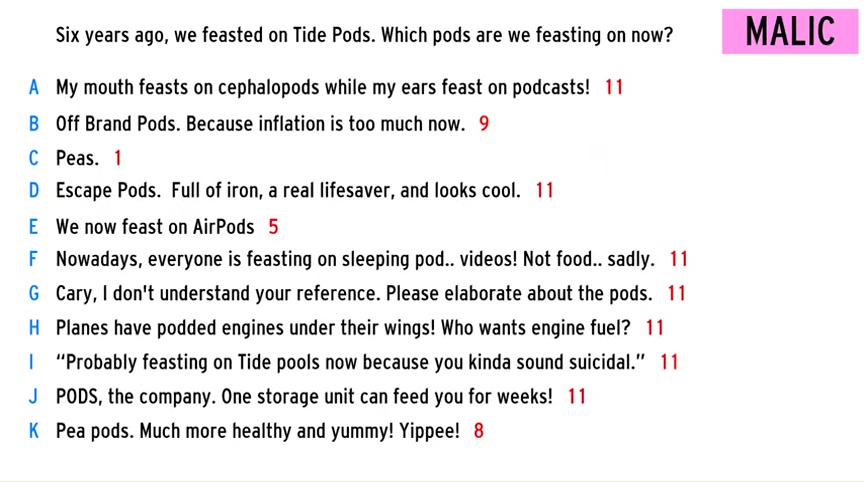 Six years ago, we feasted on Tide Pods. Which pods are we feasting on now?
MALIC
A My mouth feasts on cephalopods while my ears feast on podcasts! 11
B Off Brand Pods. Because inflation is too much now. 9
C Peas. 1
D Escape Pods. Full of iron, a real lifesaver, and looks cool. 11
E We now feast on AirPods 5
F Nowadays, everyone is feasting on sleeping pod.. videos! Not food.. sadly. 11
G Cary, I don't understand your reference. Please elaborate about the pods. 11
H Planes have podded engines under their wings! Who wants engine fuel? 11
I “Probably feasting on Tide pools now because you kinda sound suicidal.” 11
J PODS, the company. One storage unit can feed you for weeks! 11
K Pea pods. Much more healthy and yummy! Yippee! 8